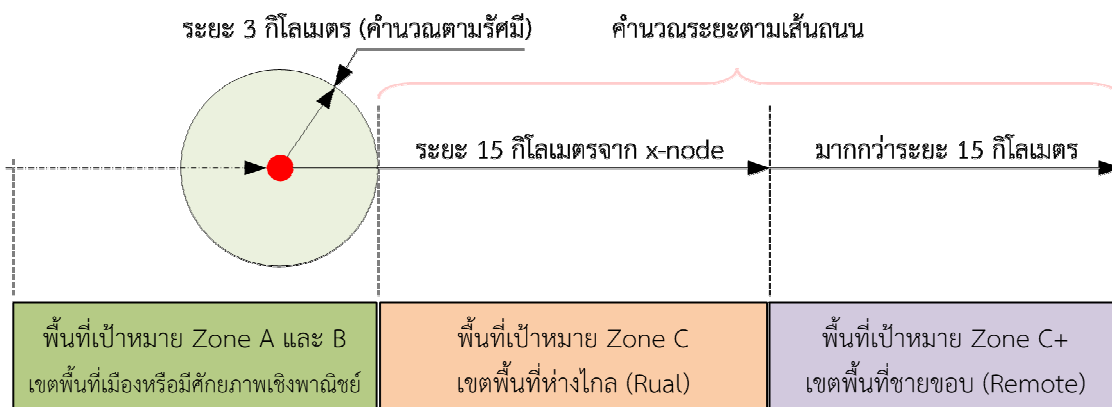 ระยะ 3 กิโลเมตร (คำนวณตามรัศมี)
คำนวณระยะตามเส้นถนน
ระยะ 15 กิโลเมตรจาก x-node
มากกว่าระยะ 15 กิโลเมตร
พื้นที่เป้าหมาย Zone A และ B
เขตพื้นที่เมืองหรือมีศักยภาพเชิงพาณิชย์
พื้นที่เป้าหมาย Zone C
เขตพื้นที่ห่างไกล (Rual)
พื้นที่เป้าหมาย Zone C+
เขตพื้นที่ชายขอบ (Remote)